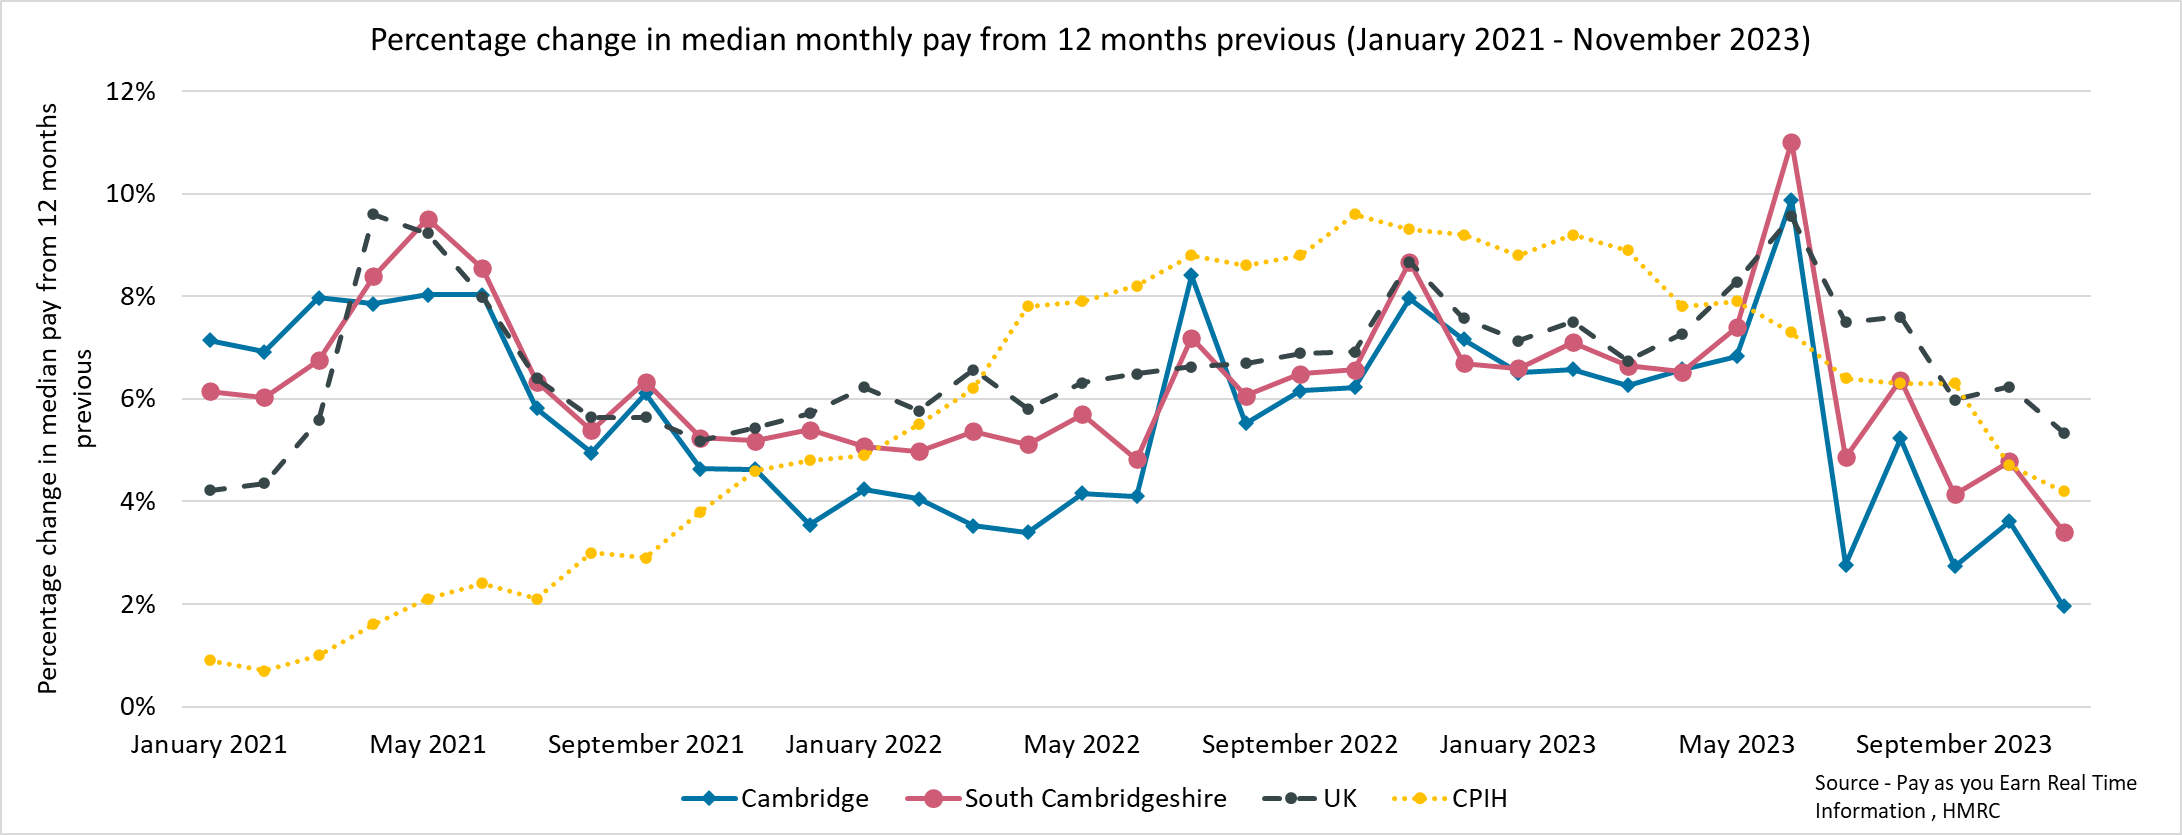 Percentage change in median monthly pay from 12 months previous (January 2021 - November 2023)
Percentage change in median pay from 12 months
previous
12%
10%
8%
6%
4%
2%
0%
January 2021
May 2021
September 2021
January 2022
May 2022
September 2022
January 2023
May 2023
September 2023
Cambridge
South Cambridgeshire
UK
CPIH
Source - Pay as you Earn Real Time
Information , HMRC